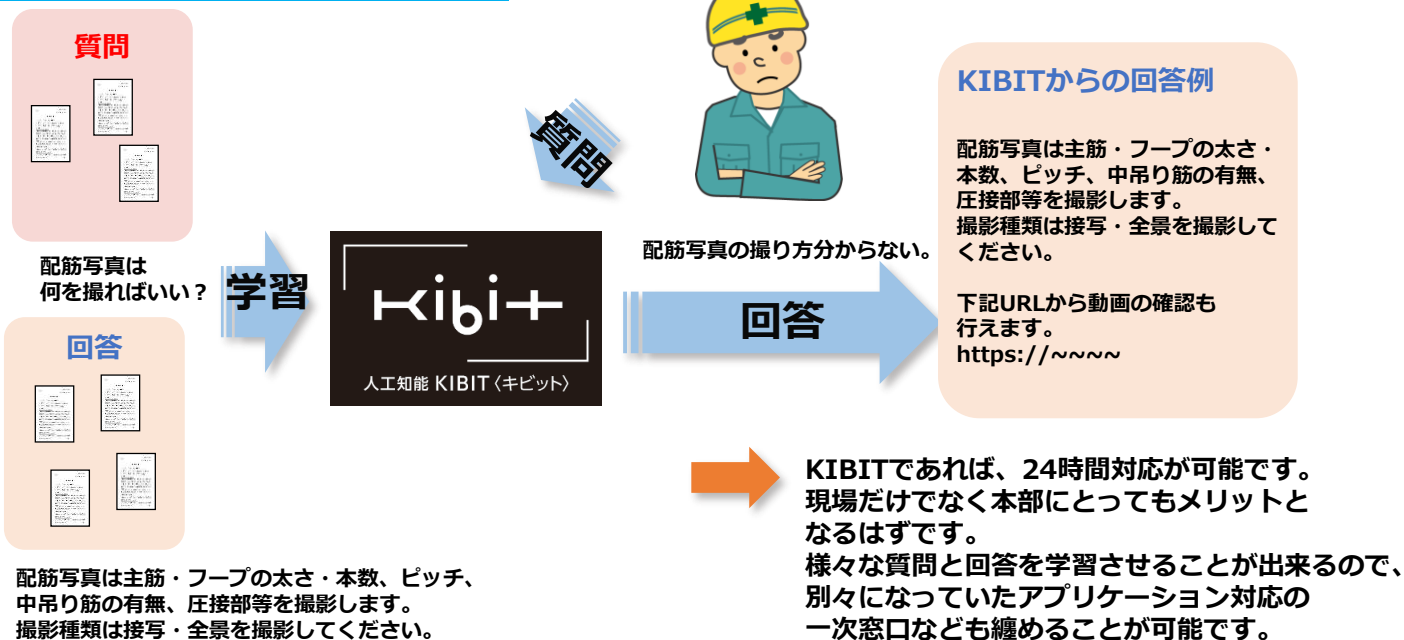 質問
配筋写真は
何を撮ればいい？
回答
配筋写真は主筋・フープの太さ・本数、ピッチ、
中吊り筋の有無、圧接部等を撮影します。
撮影種類は接写・全景を撮影してください。
学習
kibit
人工知能 KIBIT〈キビット〉
質問
配筋写真の撮り方分からない。
回答
KIBITからの回答例
配筋写真は主筋・フープの太さ・
本数、ピッチ、中吊り筋の有無、
圧接部等を撮影します。
撮影種類は接写・全景を撮影して
ください。
下記URLから動画の確認も
行えます。
https://~~~~
KIBITであれば、24時間対応が可能です。
現場だけでなく本部にとってもメリットと
なるはずです。
様々な質問と回答を学習させることが出来るので、
別々になっていたアプリケーション対応の
一次窓口なども纏めることが可能です。